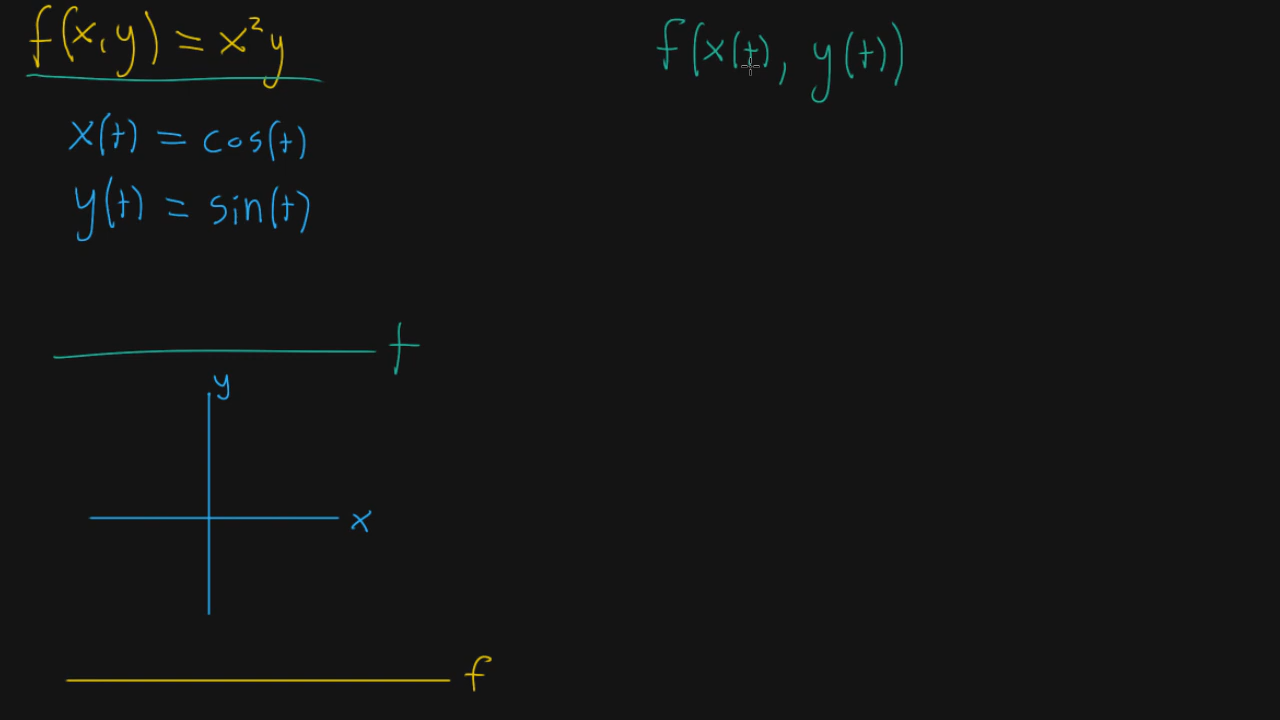 f(x, y) = x²y
f(x(t), y(t))
x(t) = cos(t)
y(t) = sin(t)
t
y
x
f